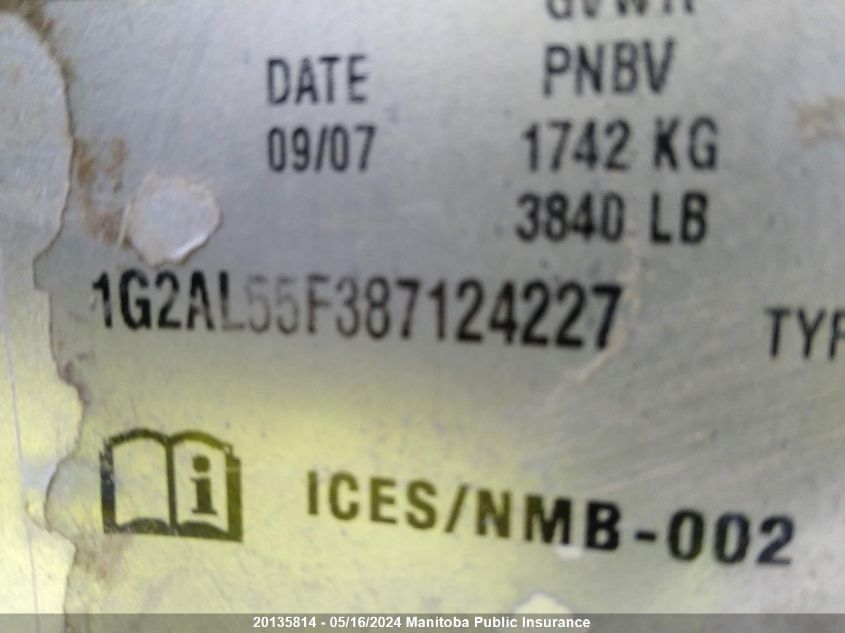 GVWR
DATE PNBV
09/07 1742 KG
3840 LB
1G2AL55F387124227
TYP
i ICES/NMB-002
20135814 - 05/16/2024 Manitoba Public Insurance